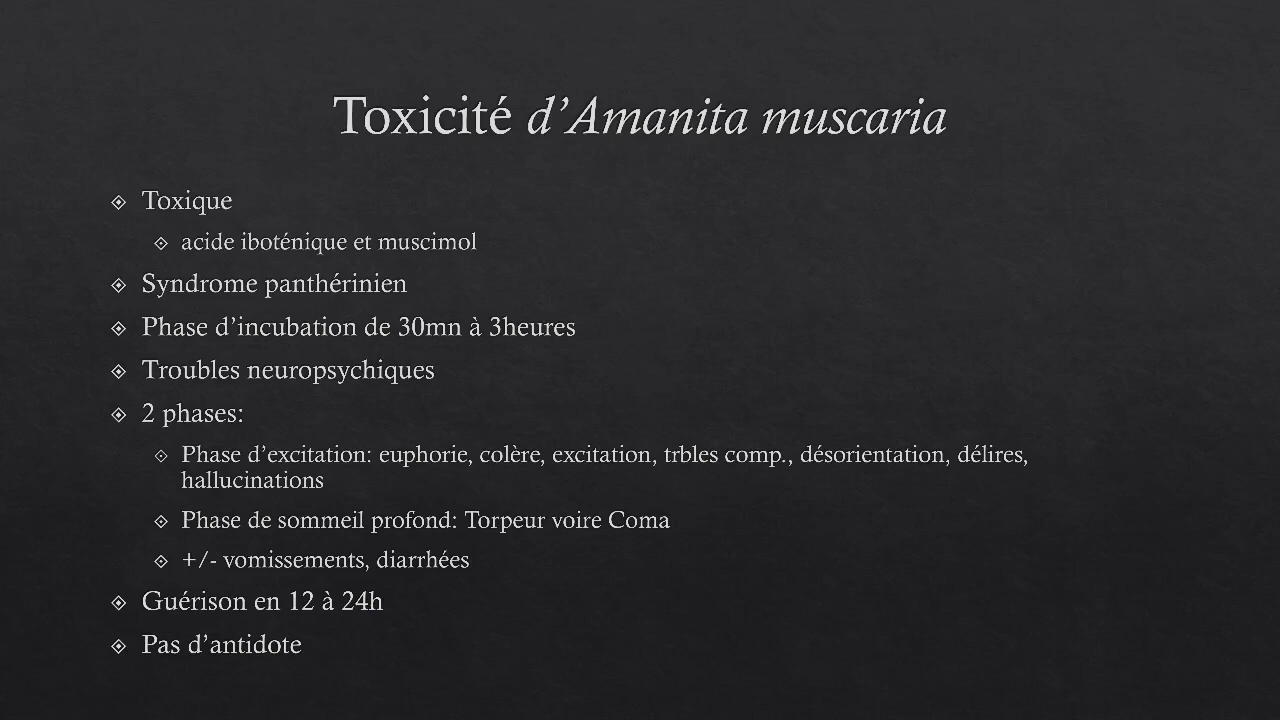 Toxicité d’Amanita muscaria
Toxique
acide iboténique et muscimol
Syndrome panthérinien
Phase d’incubation de 30mn à 3heures
Troubles neuropsychiques
2 phases:
Phase d’excitation: euphorie, colère, excitation, trbles comp., désorientation, délires,
hallucinations
Phase de sommeil profond: Torpeur voire Coma
+/- vomissements, diarrhées
Guérison en 12 à 24h
Pas d’antidote